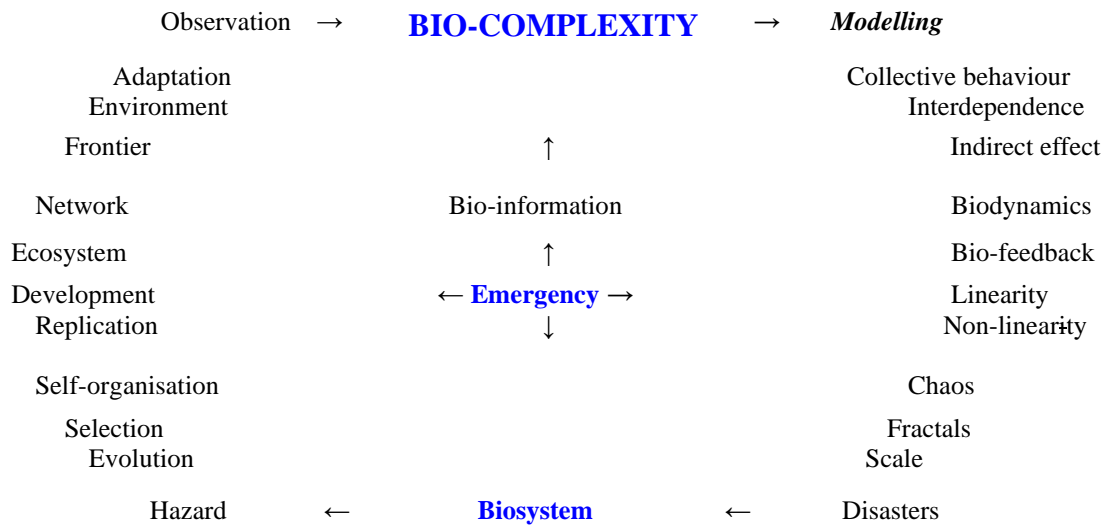 Observation → BIO-COMPLEXITY → Modelling
Adaptation Collective behaviour
Environment Interdependence
Frontier ↑ Indirect effect
Network Bio-information Biodynamics
Ecosystem ↑ Bio-feedback
Development ← Emergency → Linearity
Replication ↓ Non-linearity
Self-organisation Chaos
Selection Fractals
Evolution Scale
Hazard ← Biosystem ← Disasters